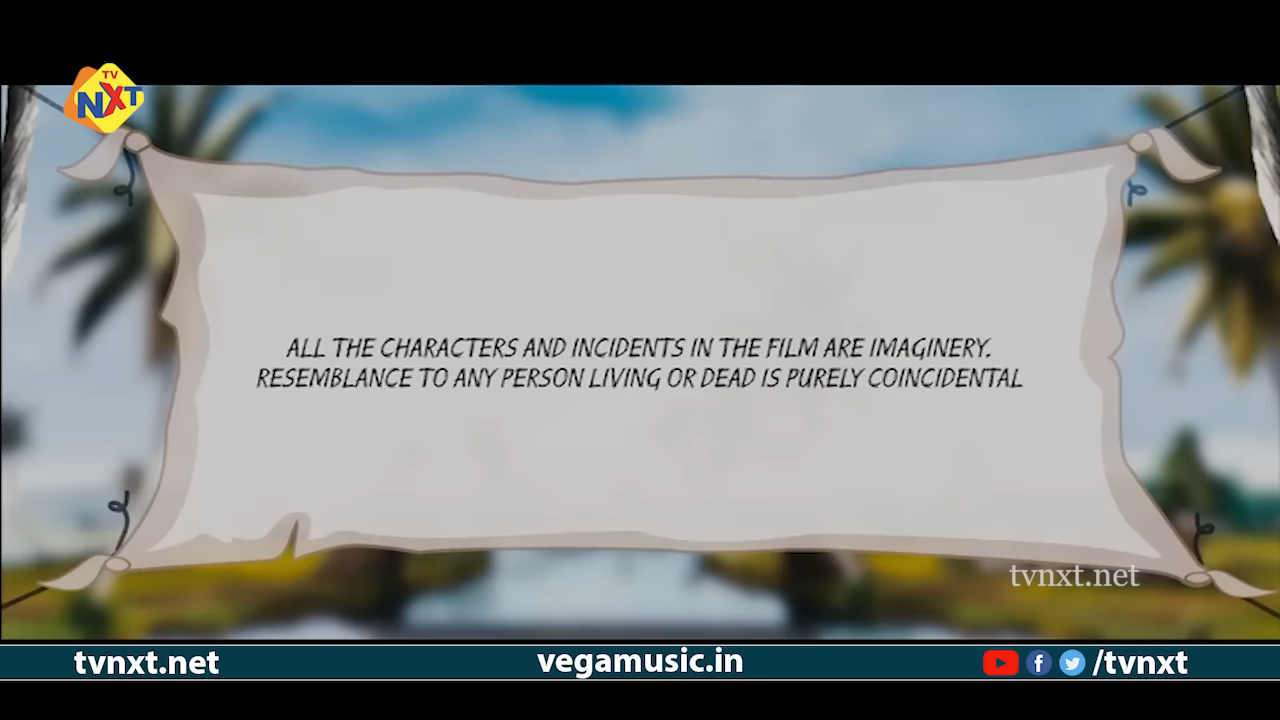 TV
NXT
ALL THE CHARACTERS AND INCIDENTS IN THE FILM ARE IMAGINERY.
RESEMBLANCE TO ANY PERSON LIVING OR DEAD IS PURELY COINCIDENTAL
tvnxt.net
tvnxt.net
vegamusic.in
/tvnxt